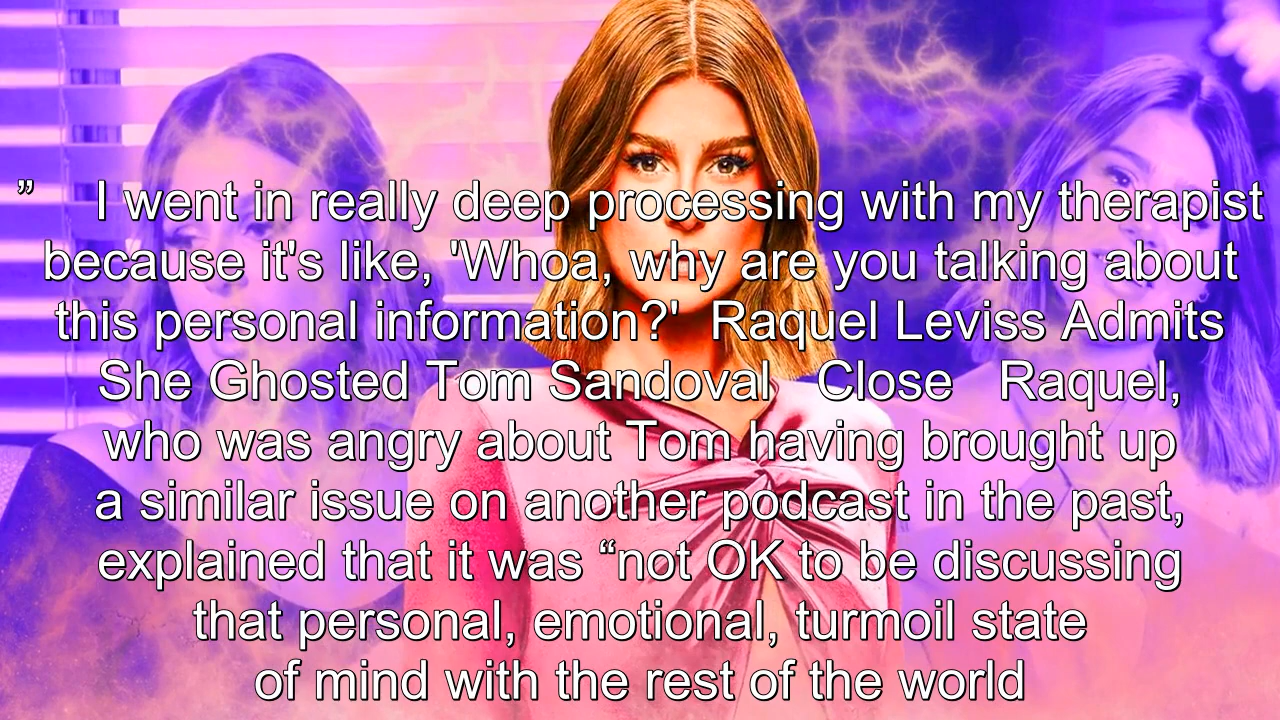 ”    I went in really deep processing with my therapist
because it's like, 'Whoa, why are you talking about
this personal information?'  Raquel Leviss Admits
She Ghosted Tom Sandoval   Close   Raquel,
who was angry about Tom having brought up
a similar issue on another podcast in the past,
explained that it was “not OK to be discussing
that personal, emotional, turmoil state
of mind with the rest of the world